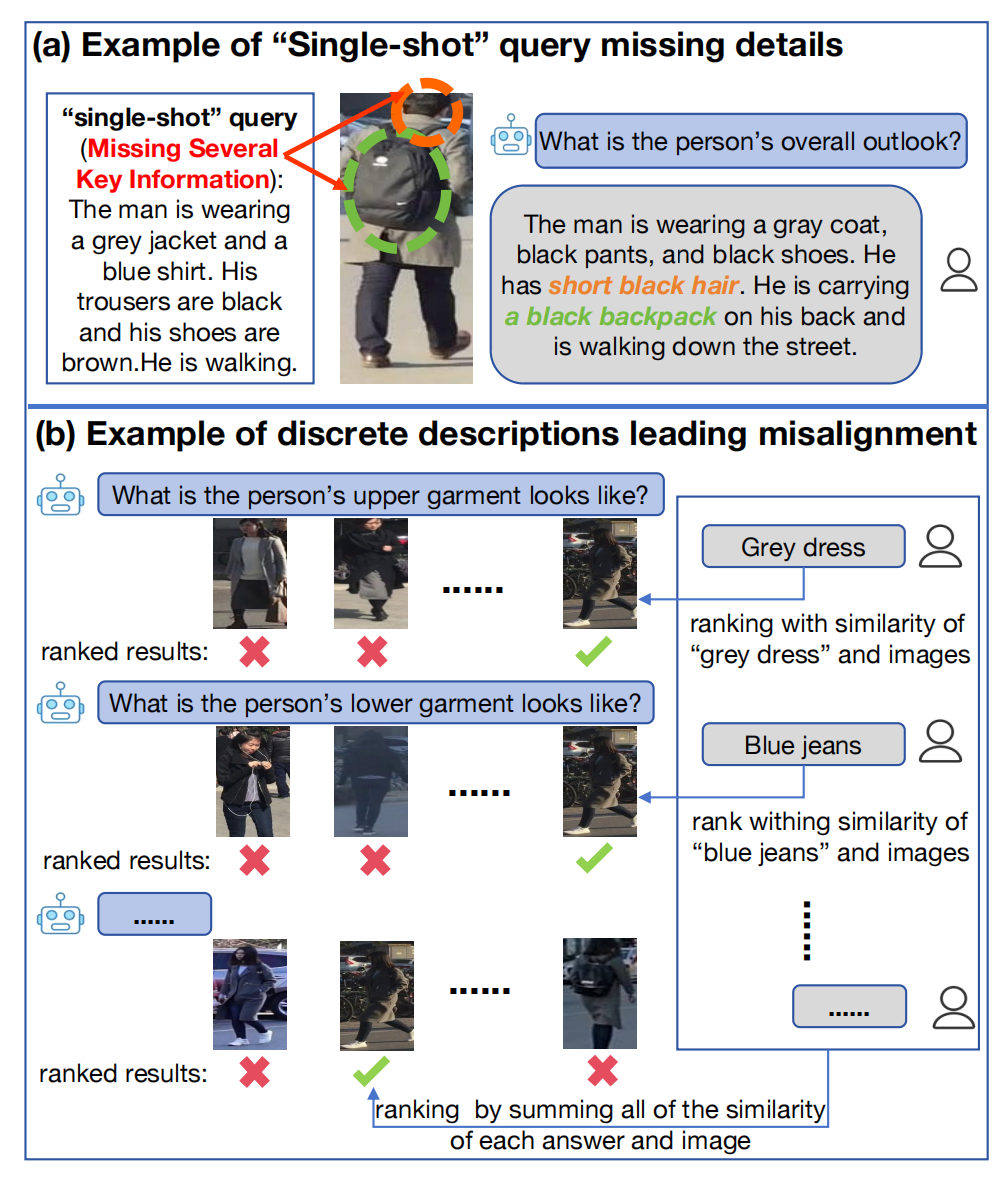 (a) Example of “Single-shot” query missing details
“single-shot” query
(Missing Several
Key Information):
The man is wearing
a grey jacket and a
blue shirt. His
trousers are black
and his shoes are
brown.He is walking.
What is the person’s overall outlook?
The man is wearing a gray coat,
black pants, and black shoes. He
has short black hair. He is carrying
a black backpack on his back and
is walking down the street.
(b) Example of discrete descriptions leading misalignment
What is the person’s upper garment looks like?
Grey dress
ranking with similarity of
“grey dress” and images
ranked results:
What is the person’s lower garment looks like?
Blue jeans
rank withing similarity of
“blue jeans” and images
ranked results:
......
......
ranked results:
ranking by summing all of the similarity
of each answer and image